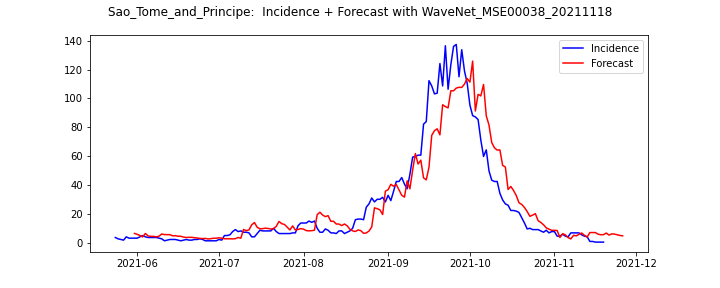 Sao_Tome_and_Principe:  Incidence + Forecast with WaveNet_MSE00038_20211118
Incidence
Forecast
140
120
100
80
60
40
20
0
2021-06 2021-07 2021-08 2021-09 2021-10 2021-11 2021-12